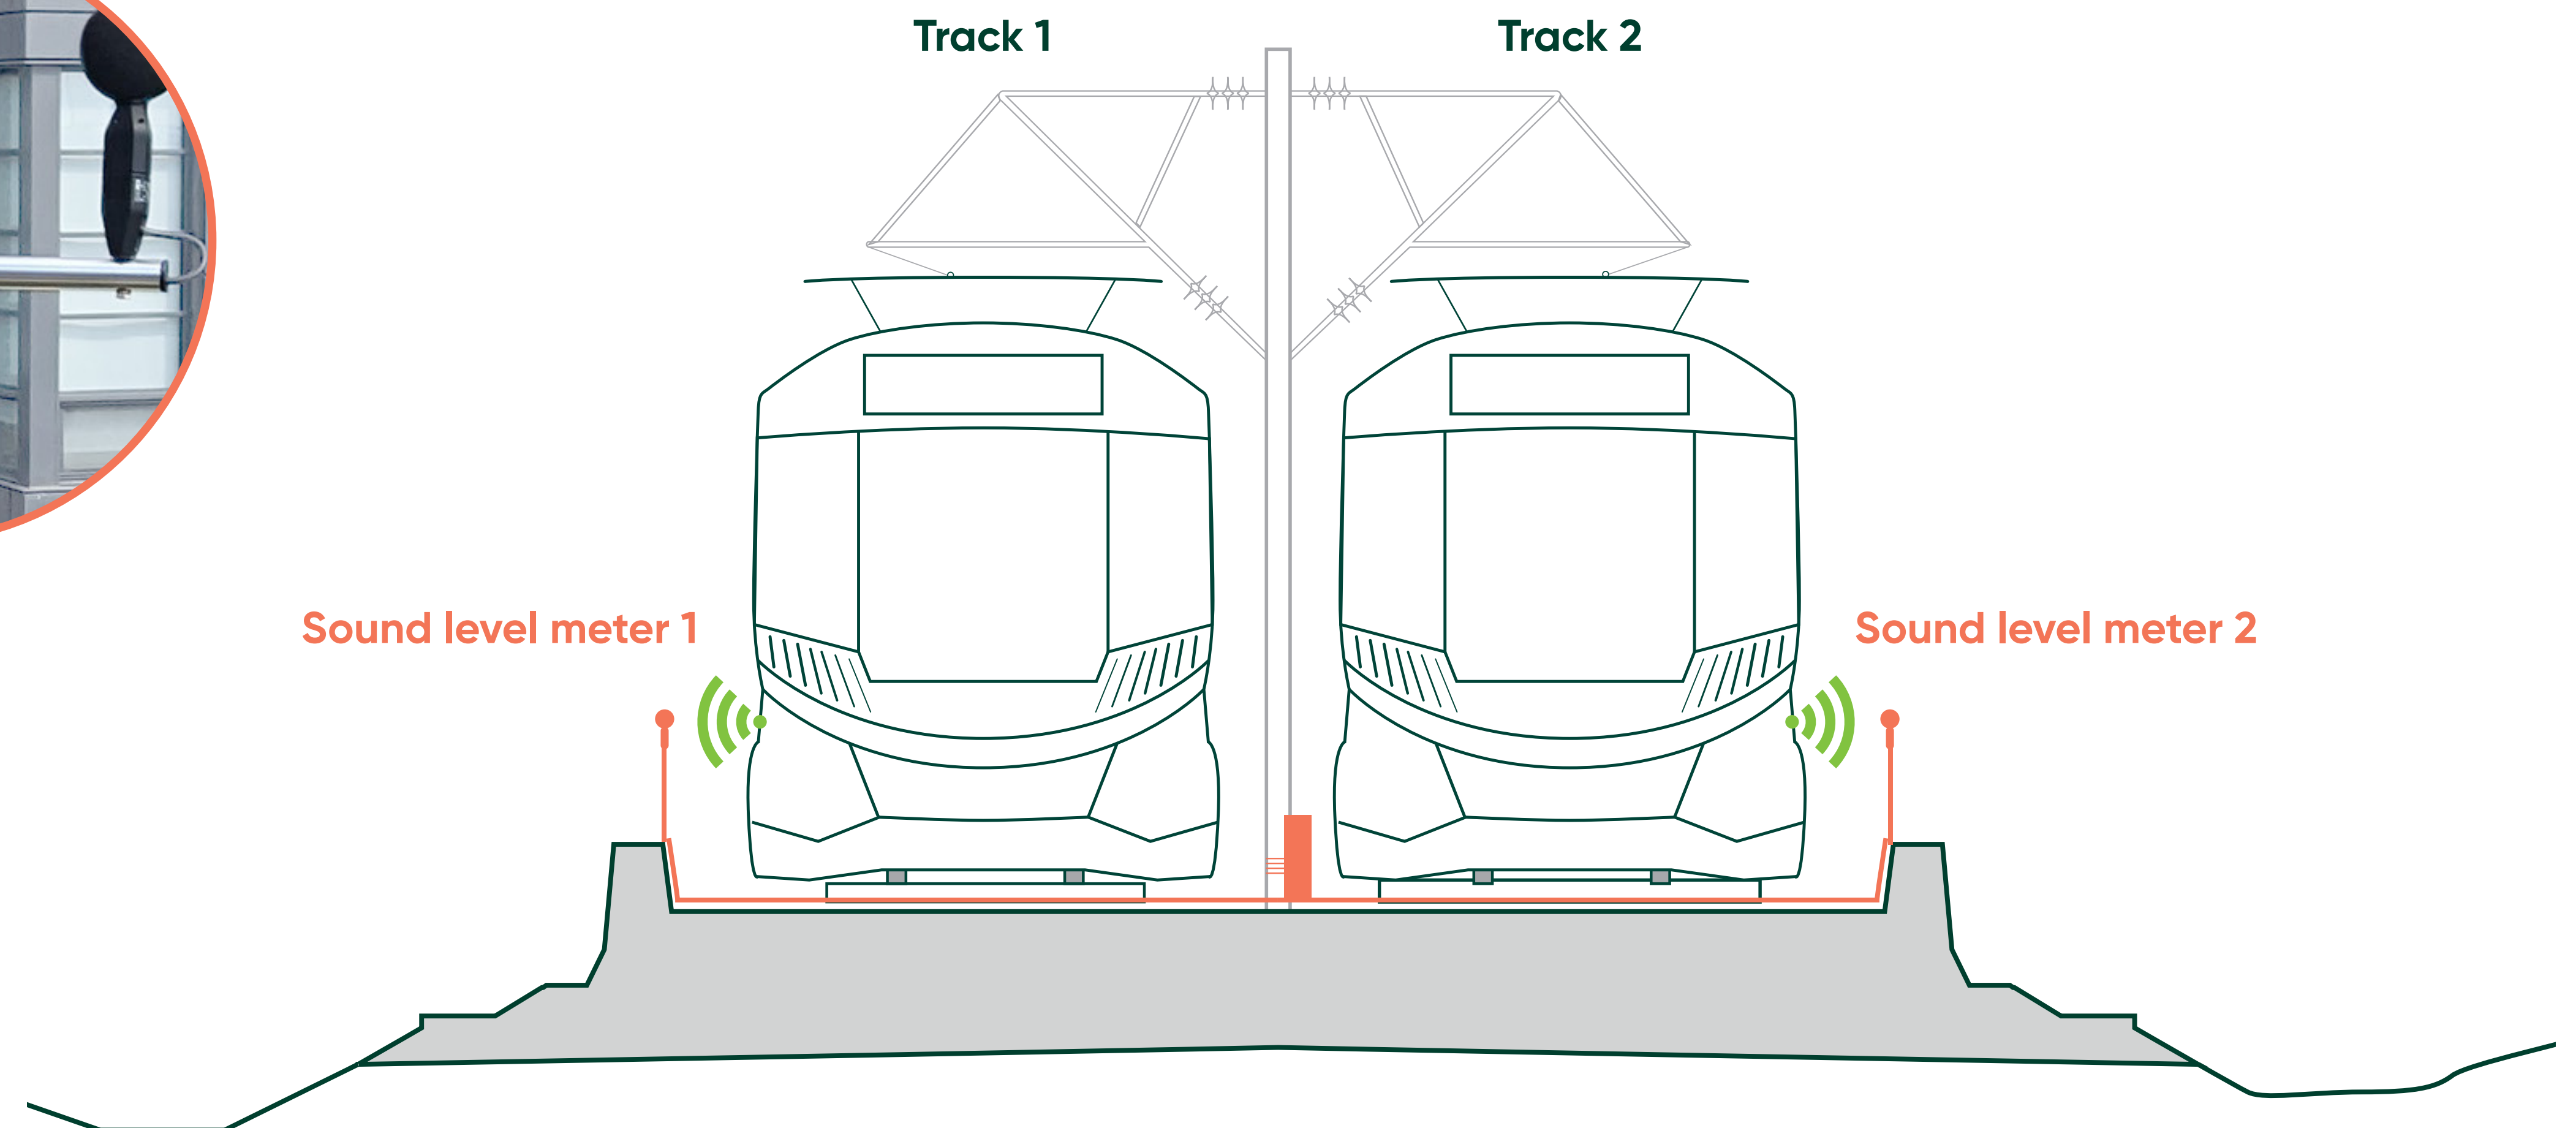 Track 1
Track 2
Sound level meter 1
Sound level meter 2